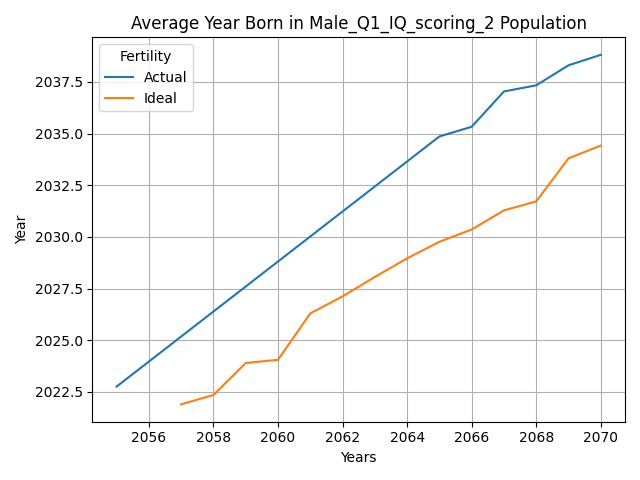 Average Year Born in Male_Q1_IQ_scoring_2 Population
Fertility
Actual
Ideal
2037.5
2035.0
2032.5
2030.0
2027.5
2025.0
2022.5
Year
2056 2058 2060 2062 2064 2066 2068 2070
Years